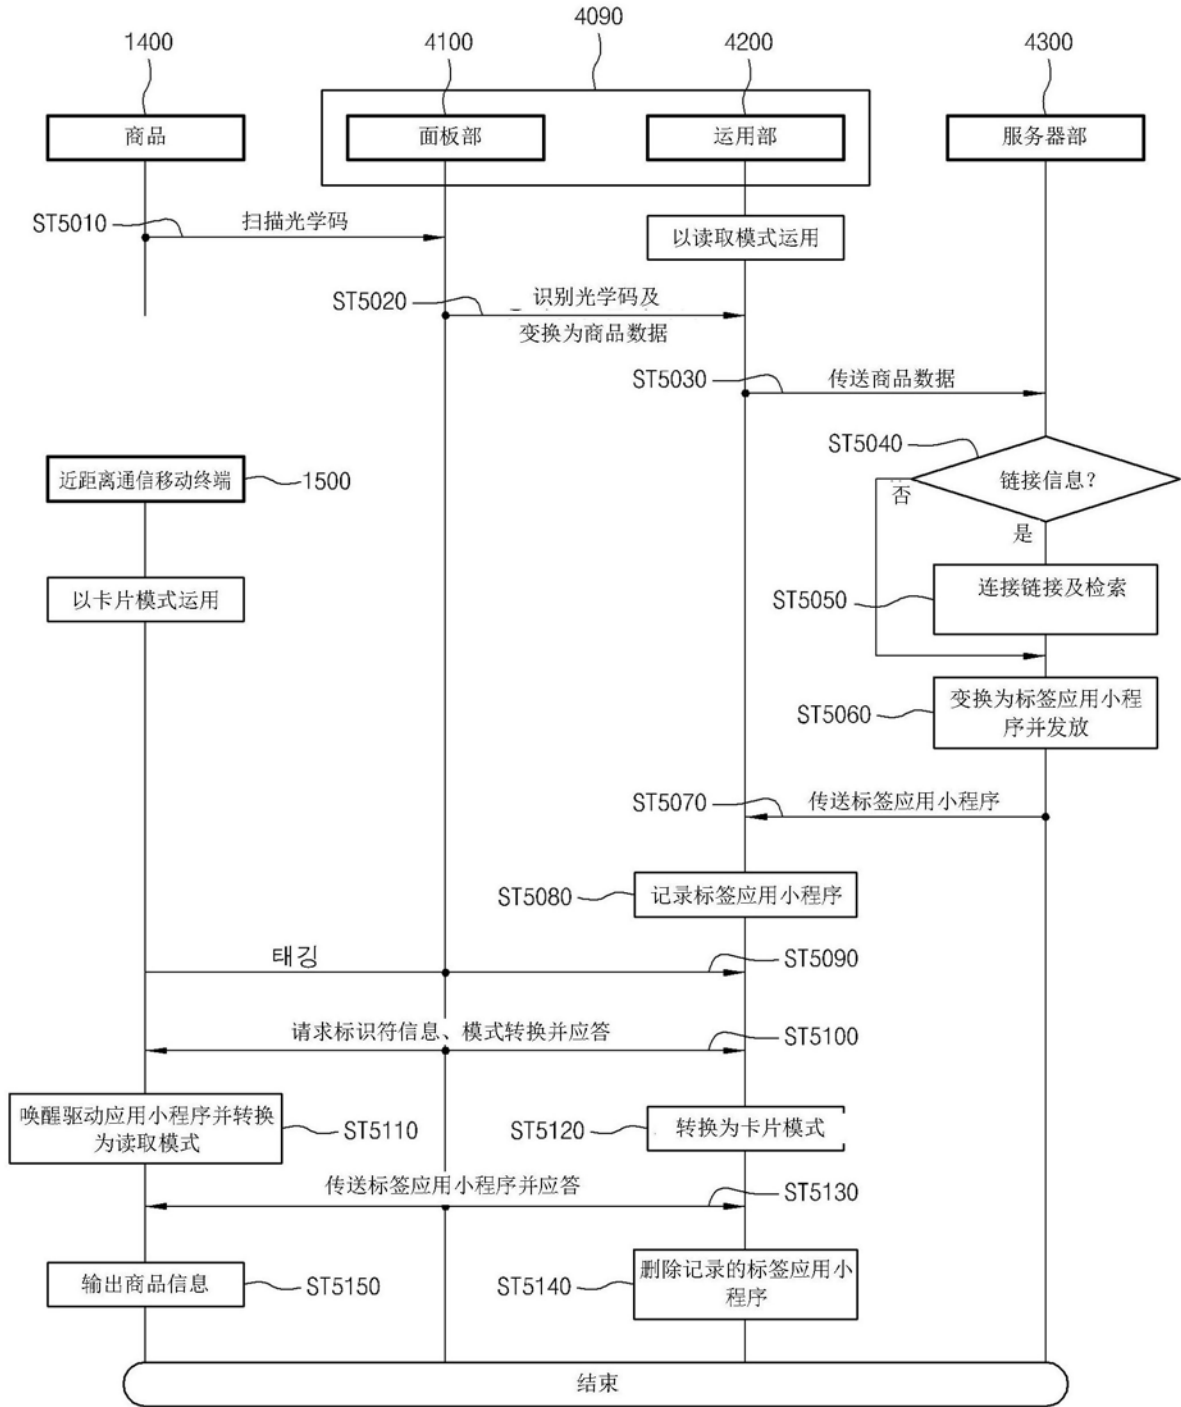 4090
1400
4100
4200
4300
商品
面板部
运用部
服务器部
ST5010
扫描光学码
以读取模式运用
ST5020
识别光学码及
变换为商品数据
ST5030
传送商品数据
ST5040
链接信息?
否
是
近距离通信移动终端
1500
以卡片模式运用
ST5050
连接链接及检索
ST5060
变换为标签应用小程
序并发放
ST5070
传送标签应用小程序
ST5080
记录标签应用小程序
태깅
ST5090
请求标识符信息、模式转换并应答
ST5100
唤醒驱动应用小程序并转换
为读取模式
ST5110
ST5120
转换为卡片模式
传送标签应用小程序并应答
ST5130
输出商品信息
ST5150
ST5140
删除记录的标签应用小
程序
结束